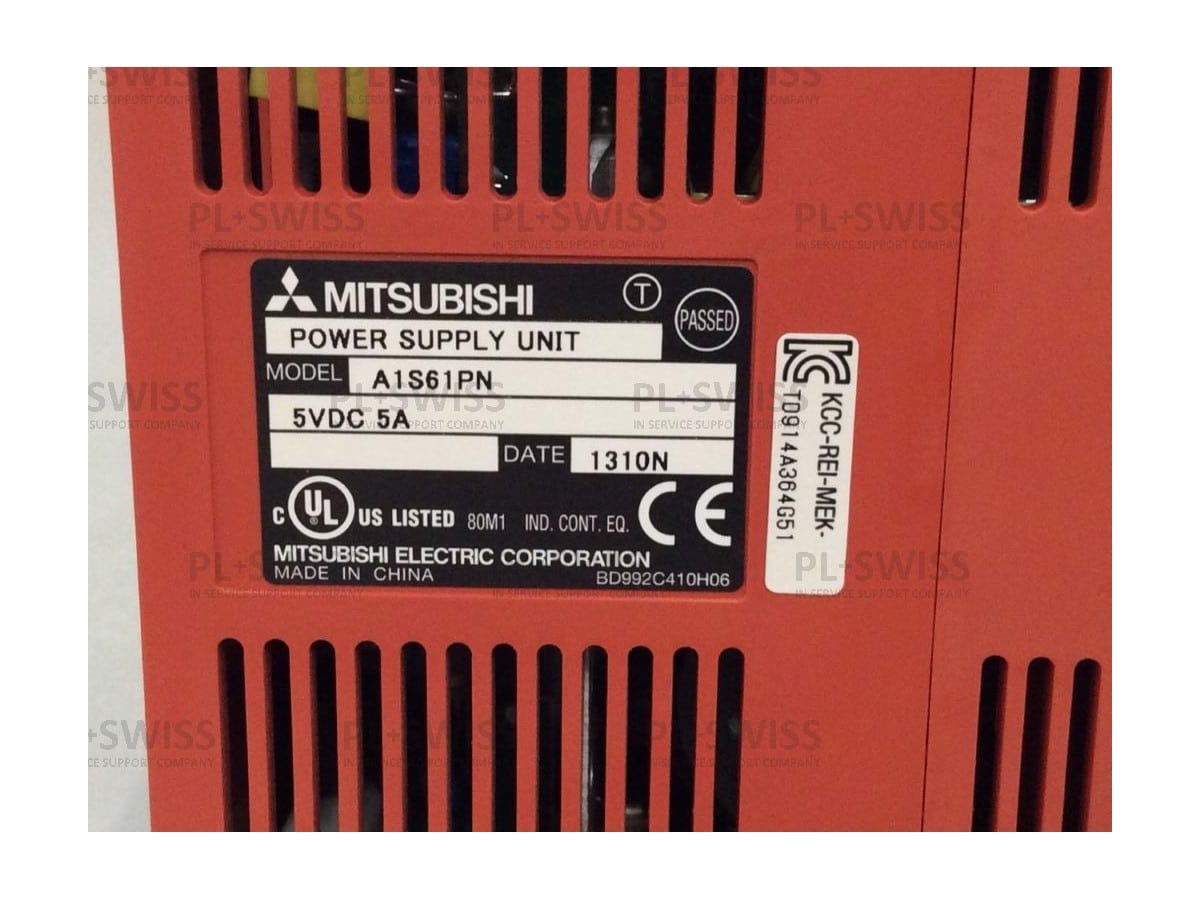 MITSUBISHI
T
PASSED
POWER SUPPLY UNIT
MODEL A1S61PN
5VDC 5A
DATE 1310N
C UL ® US LISTED 80M1 IND. CONT. EQ. CE
MITSUBISHI ELECTRIC CORPORATION
MADE IN CHINA BD992C410H06
KCC-REI-MEK-
TD914A364G51
PL+SWISS
IN SERVICE SUPPORT COMPANY